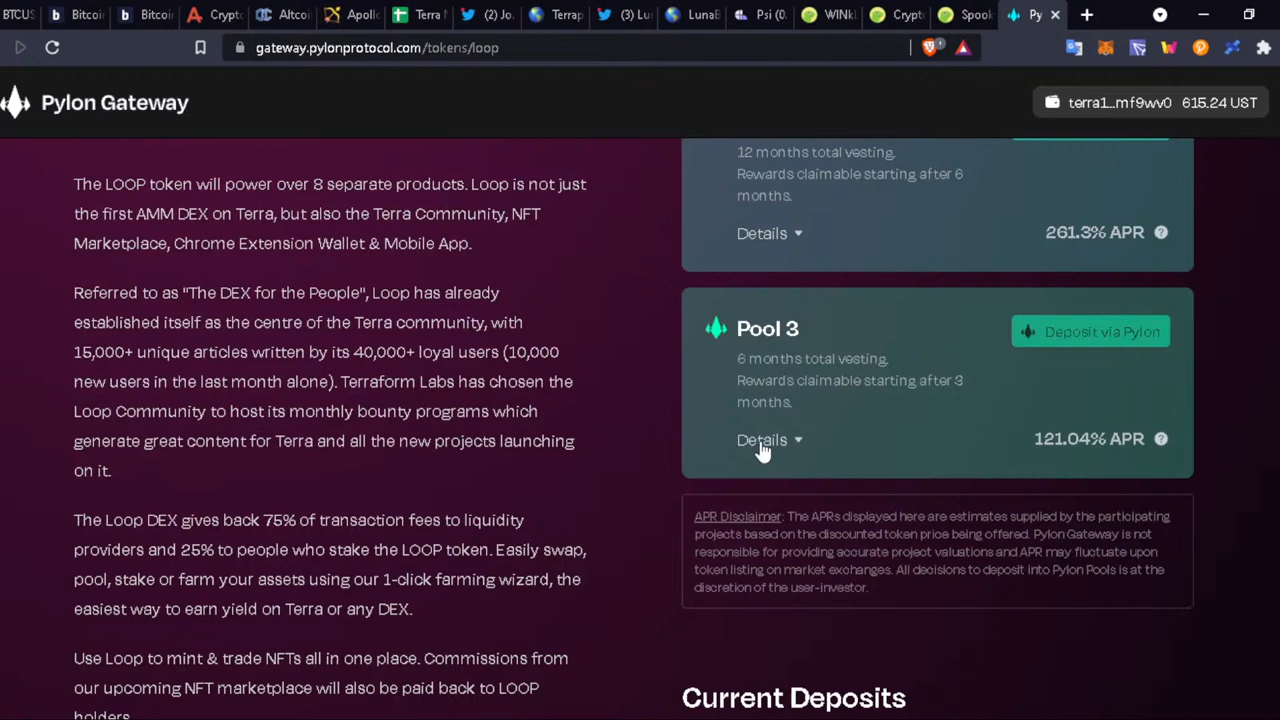 BTCUS
Bitcoi
Bitcoi
Crypt
Altcoi
Apoll
Terra
(2) Jo
Terrap
(3) Lu
LunaB
Psi (0.
WINkl
Crypt
Spook
Py
gateway.pylonprotocol.com/tokens/loop
Pylon Gateway
terra1...mf9wv0 615.24 UST
The LOOP token will power over 8 separate products. Loop is not just
the first AMM DEX on Terra, but also the Terra Community, NFT
Marketplace, Chrome Extension Wallet & Mobile App.
Referred to as "The DEX for the People", Loop has already
established itself as the centre of the Terra community, with
15,000+ unique articles written by its 40,000+ loyal users (10,000
new users in the last month alone). Terraform Labs has chosen the
Loop Community to host its monthly bounty programs which
generate great content for Terra and all the new projects launching
on it.
The Loop DEX gives back 75% of transaction fees to liquidity
providers and 25% to people who stake the LOOP token. Easily swap,
pool, stake or farm your assets using our 1-click farming wizard, the
easiest way to earn yield on Terra or any DEX.
Use Loop to mint & trade NFTs all in one place. Commissions from
our upcoming NFT marketplace will also be paid back to LOOP
holders.
12 months total vesting.
Rewards claimable starting after 6
months.
Details
261.3% APR
Pool 3
Deposit via Pylon
6 months total vesting.
Rewards claimable starting after 3
months.
Details
121.04% APR
APR Disclaimer: The APRs displayed here are estimates supplied by the participating
projects based on the discounted token price being offered. Pylon Gateway is not
responsible for providing accurate project valuations and APR may fluctuate upon
token listing on market exchanges. All decisions to deposit into Pylon Pools is at the
discretion of the user-investor.
Current Deposits